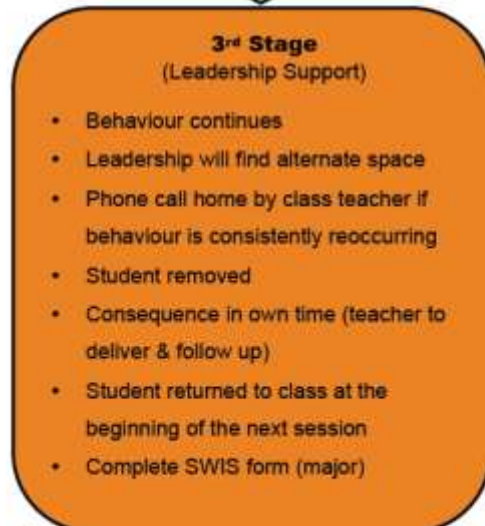 3rd Stage
(Leadership Support)
• Behaviour continues
• Leadership will find alternate space
• Phone call home by class teacher if
behaviour is consistently reoccurring
• Student removed
• Consequence in own time (teacher to
deliver & follow up)
• Student returned to class at the
beginning of the next session
• Complete SWIS form (major)